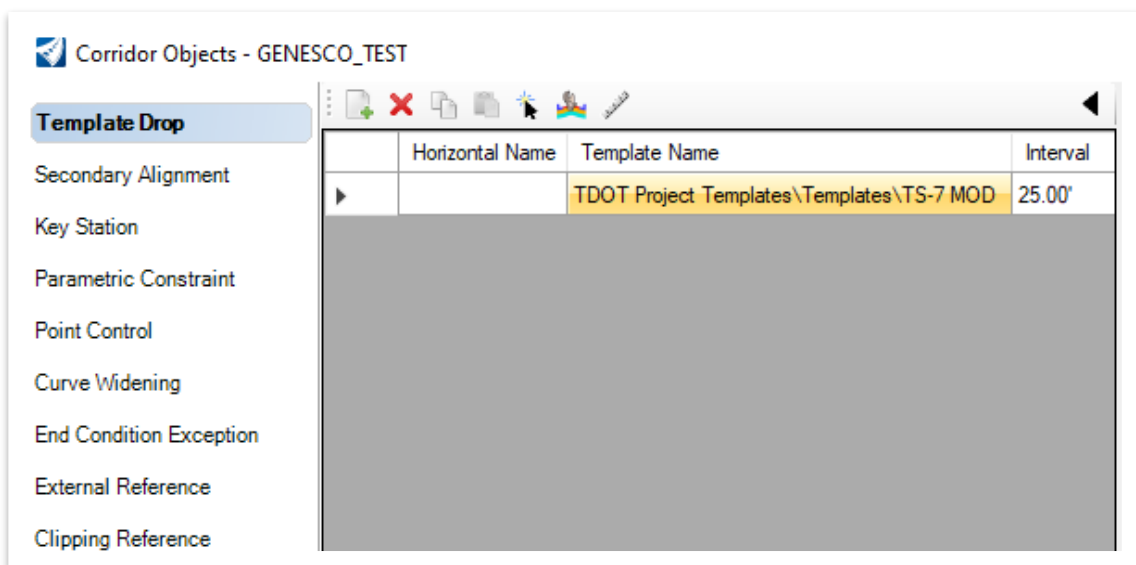 Corridor Objects - GENESCO_TEST
Template Drop
Secondary Alignment
Key Station
Parametric Constraint
Point Control
Curve Widening
End Condition Exception
External Reference
Clipping Reference
Horizontal Name Template Name Interval
TDOT Project Templates\Templates\TS-7 MOD 25.00'